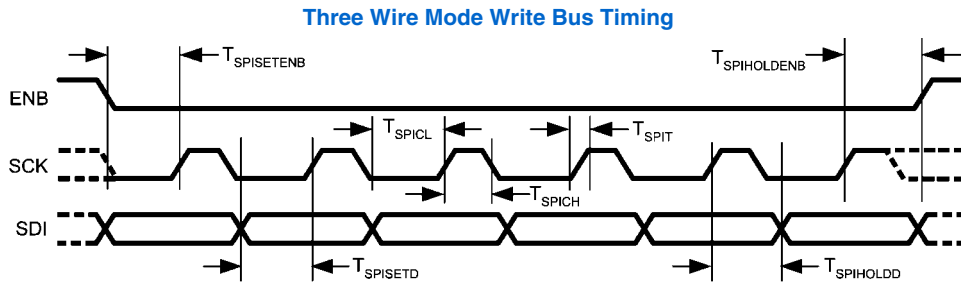 Three Wire Mode Write Bus Timing
TSPISETENB
TSPIHOLDENB
ENB
TSPICL
TSPIT
SCK
TSPICH
SDI
TSPISETD
TSPIHOLDD